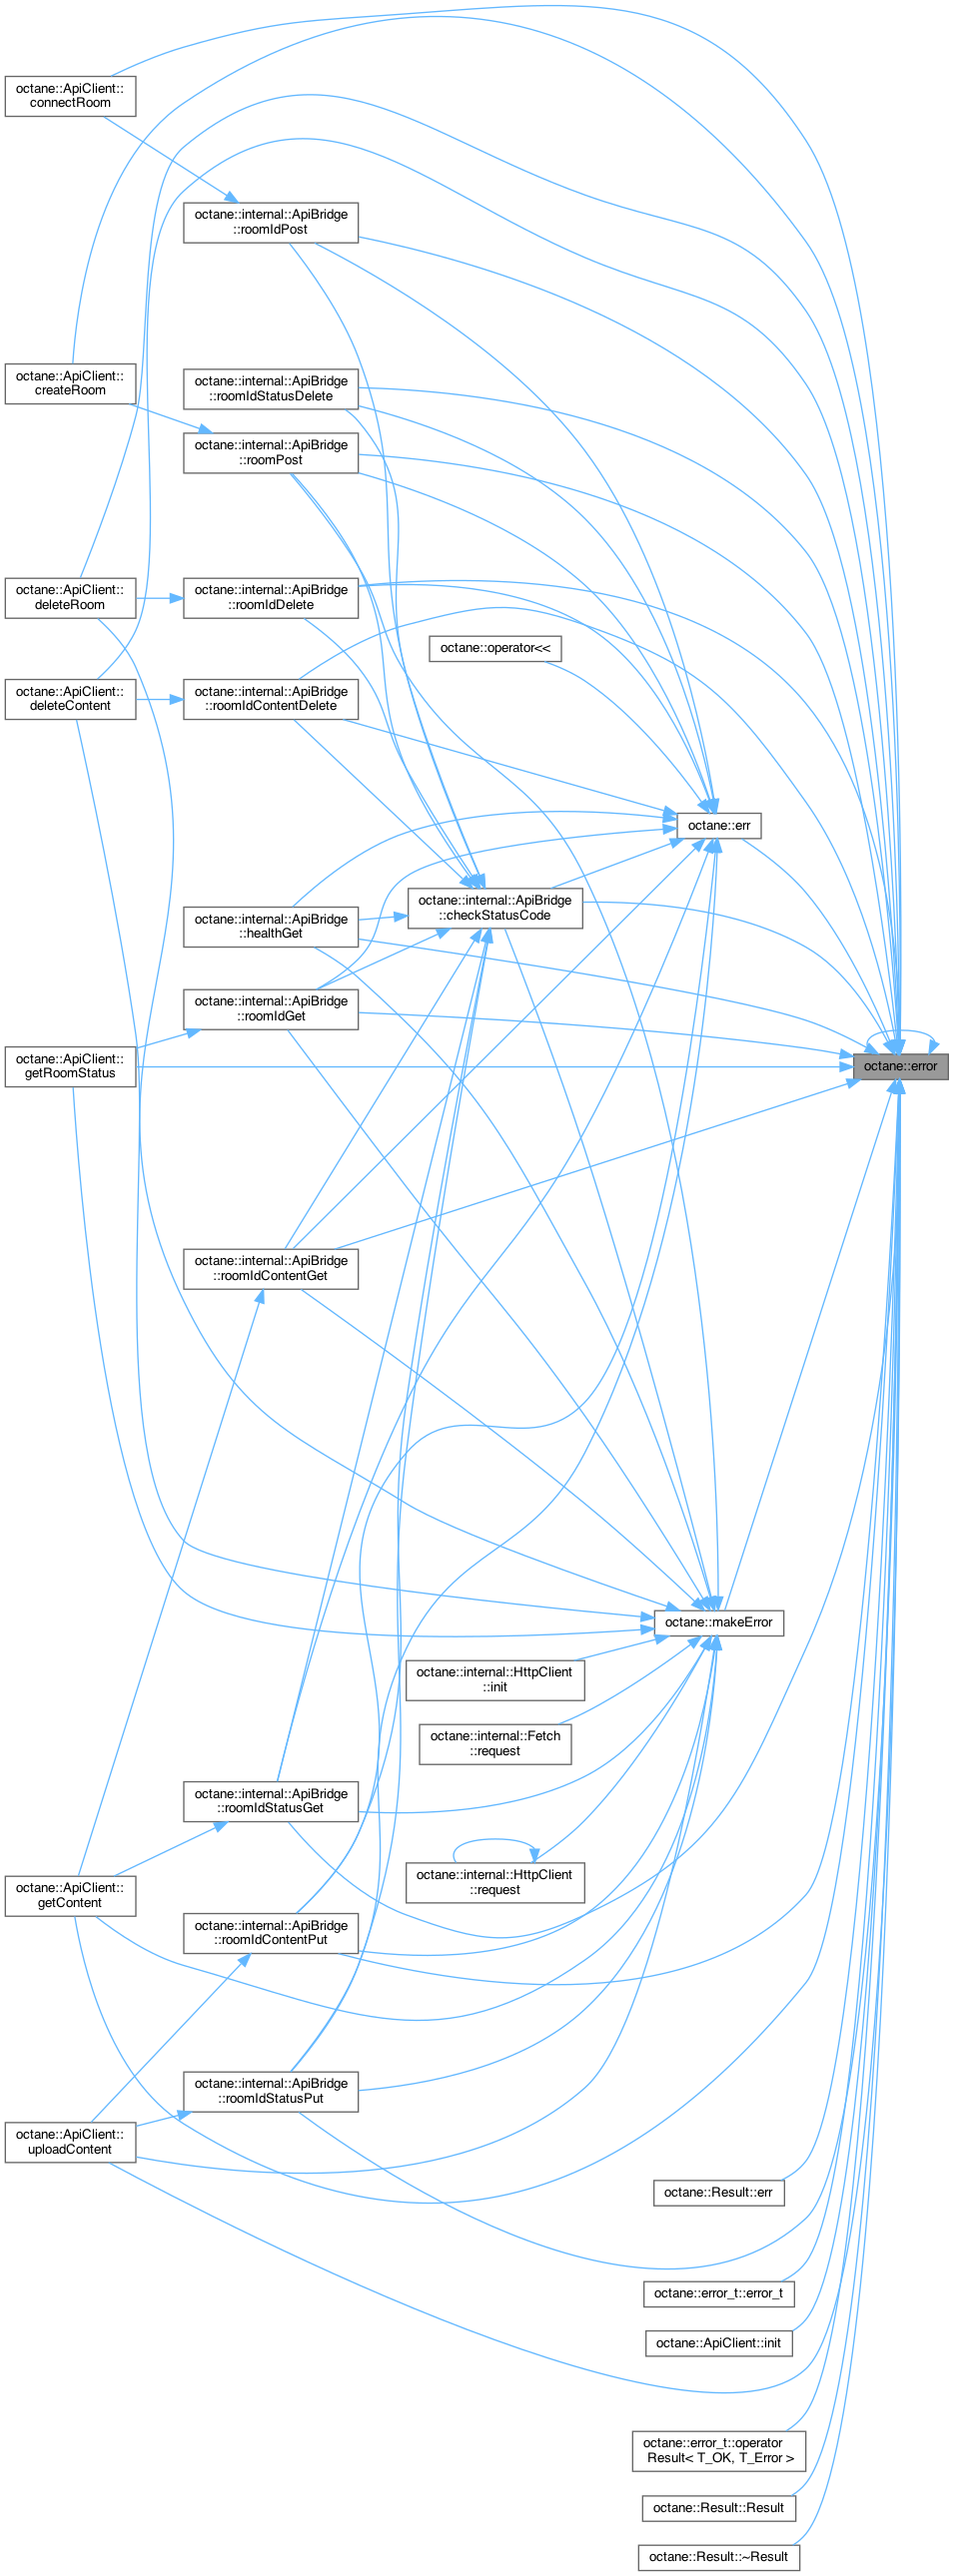 octane::ApiClient::
connectRoom
octane::internal::ApiBridge
::roomIdPost
octane::ApiClient::
createRoom
octane::internal::ApiBridge
::roomIdStatusDelete
octane::internal::ApiBridge
::roomPost
octane::ApiClient::
deleteRoom
octane::internal::ApiBridge
::roomIdDelete
octane::operator<<
octane::ApiClient::
deleteContent
octane::internal::ApiBridge
::roomIdContentDelete
octane::err
octane::internal::ApiBridge
::checkStatusCode
octane::internal::ApiBridge
::healthGet
octane::internal::ApiBridge
::roomIdGet
octane::ApiClient::
getRoomStatus
octane::error
octane::internal::ApiBridge
::roomIdContentGet
octane::makeError
octane::internal::HttpClient
::init
octane::internal::Fetch
::request
octane::internal::ApiBridge
::roomIdStatusGet
octane::internal::HttpClient
::request
octane::ApiClient::
getContent
octane::internal::ApiBridge
::roomIdContentPut
octane::internal::ApiBridge
::roomIdStatusPut
octane::ApiClient::
uploadContent
octane::Result::err
octane::error_t::error_t
octane::ApiClient::init
octane::error_t::operator
Result< T_OK, T_Error >
octane::Result::Result
octane::Result::~Result